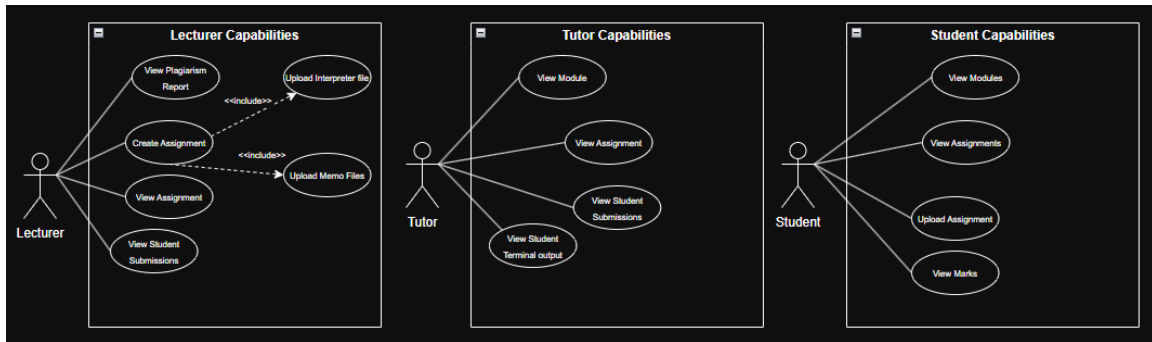 Lecturer Capabilities
View Plagiarism
Report
Upload Interpreter file
<<include>>
Create Assignment
<<include>>
Upload Memo Files
View Assignment
Lecturer
View Student
Submissions
Tutor Capabilities
View Module
View Assignment
View Student
Submissions
Tutor
View Student
Terminal output
Student Capabilities
View Modules
View Assignments
Upload Assignment
Student
View Marks